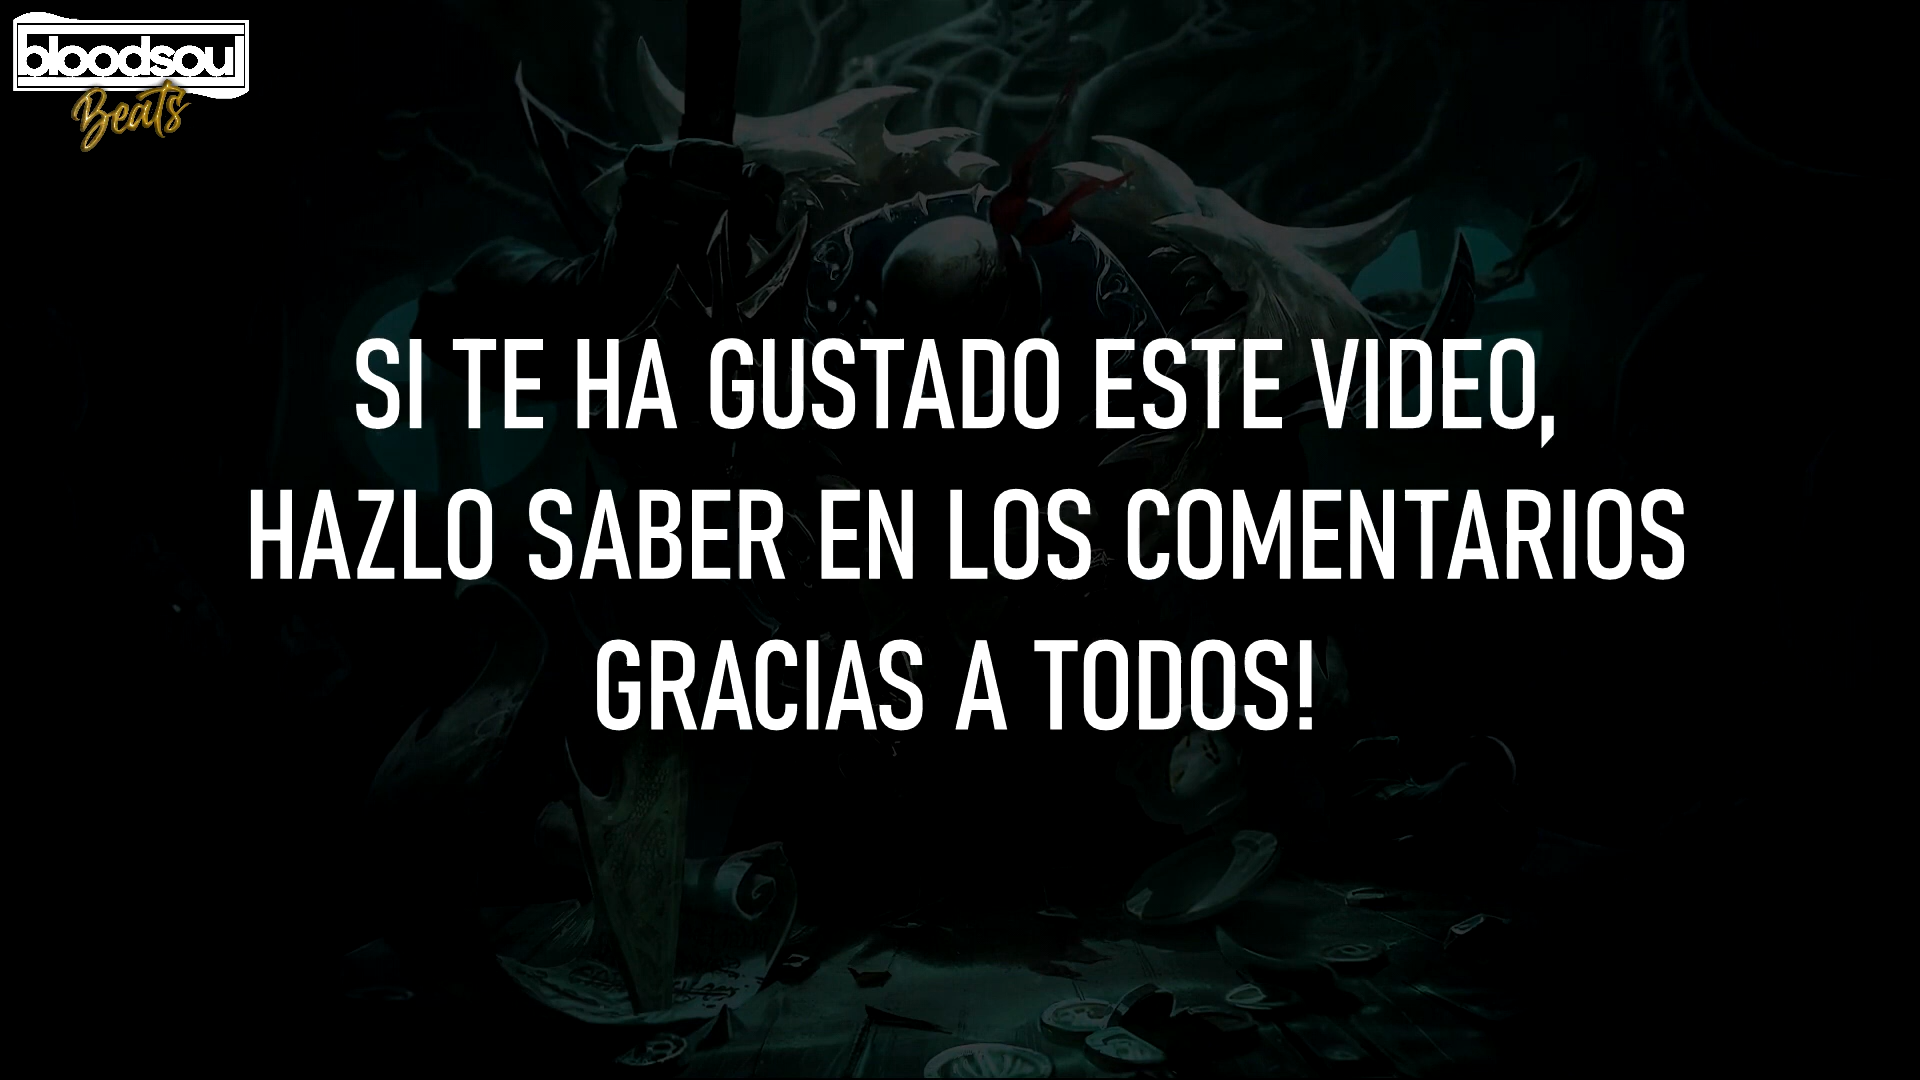 bloodsoul
Beats
SI TE HA GUSTADO ESTE VIDEO,
HAZLO SABER EN LOS COMENTARIOS
GRACIAS A TODOS!